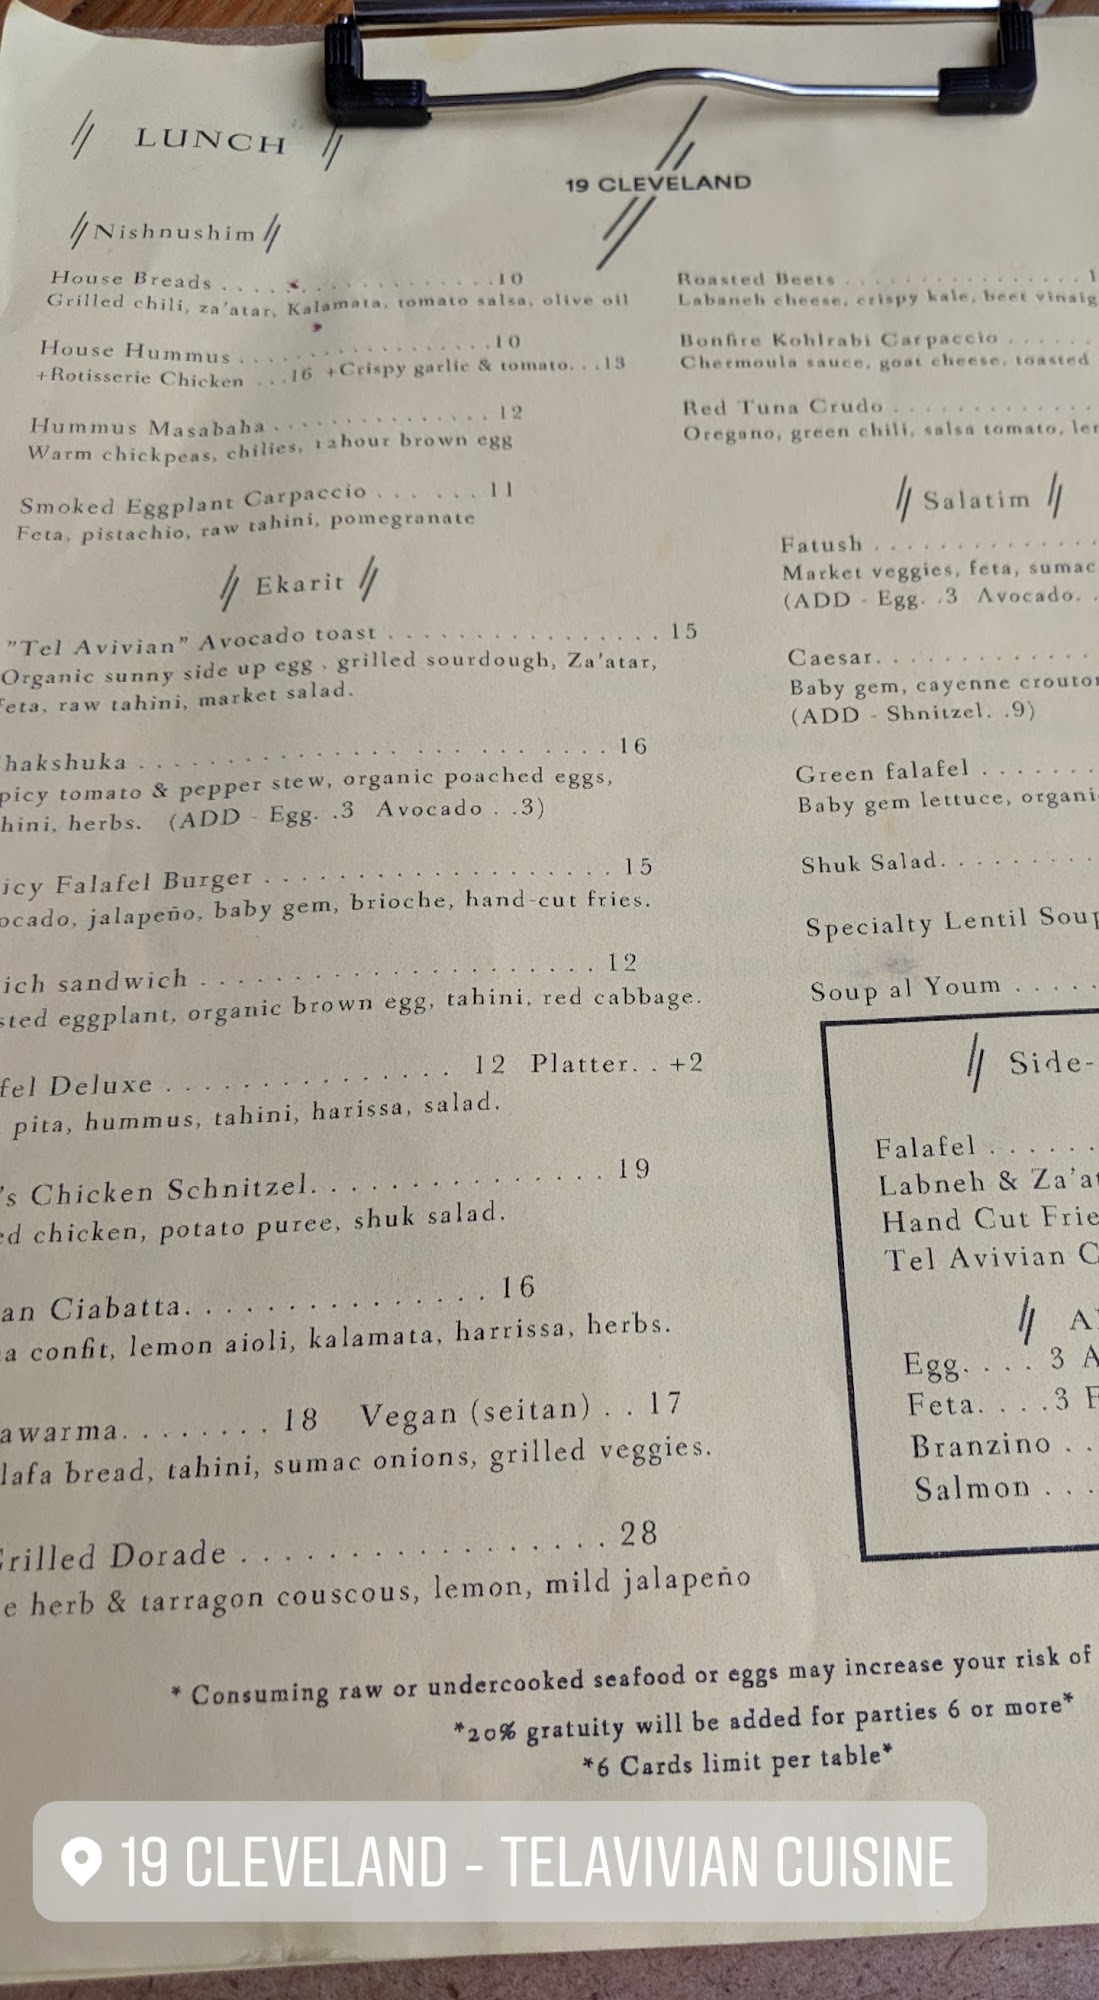 // LUNCH //
19 CLEVELAND
// Nishnushim //
House Breads . . . . . . . . . . . . . . . .10
Grilled chili, za'atar, Kalamata, tomato salsa, olive oil
House Hummus . . . . . . . . . . . . . . . .10
+Rotisserie Chicken . . .16 +Crispy garlic & tomato. . .13
Hummus Masabaha . . . . . . . . . . . . 12
Warm chickpeas, chilies, 12hour brown egg
Smoked Eggplant Carpaccio . . . . . . . 11
Feta, pistachio, raw tahini, pomegranate
// Ekarit //
"Tel Avivian" Avocado toast . . . . . . . . . . . . . . . . 15
Organic sunny side up egg . grilled sourdough, Za'atar,
feta, raw tahini, market salad.
hakshuka . . . . . . . . . . . . . . . . . . . . . . . . 16
picy tomato & pepper stew, organic poached eggs,
hini, herbs. (ADD - Egg. .3 Avocado . .3)
icy Falafel Burger . . . . . . . . . . . . . . . . . . 15
ocado, jalapeño, baby gem, brioche, hand-cut fries.
ich sandwich . . . . . . . . . . . . . . . . . . . . 12
sted eggplant, organic brown egg, tahini, red cabbage.
fel Deluxe . . . . . . . . . . . . . . . 12 Platter. . +2
pita, hummus, tahini, harissa, salad.
's Chicken Schnitzel. . . . . . . . . . . . . . . 19
ed chicken, potato puree, shuk salad.
an Ciabatta. . . . . . . . . . . . . . . . 16
a confit, lemon aioli, kalamata, harrissa, herbs.
awarma. . . . . . . . 18 Vegan (seitan) . . 17
lafa bread, tahini, sumac onions, grilled veggies.
Grilled Dorade . . . . . . . . . . . . . . . . . . 28
e herb & tarragon couscous, lemon, mild jalapeño
Roasted Beets . . . . . . . . . . . . . . 1
Labaneh cheese, crispy kale, beet vinaig
Bonfire Kohlrabi Carpaccio . . . . . .
Chermoula sauce, goat cheese, toasted
Red Tuna Crudo . . . . . . . . . . . .
Oregano, green chili, salsa tomato, le
// Salatim //
Fatush . . . . . . . . . . . . . .
Market veggies, feta, sumac
(ADD - Egg. .3 Avocado. .
Caesar. . . . . . . . . . . . .
Baby gem, cayenne crouto
(ADD - Shnitzel. .9)
Green falafel . . . . . . .
Baby gem lettuce, organi
Shuk Salad. . . . . . . . .
Specialty Lentil Soup
Soup al Youm . . . . .
// Side-
Falafel . . . . . .
Labneh & Za'at
Hand Cut Frie
Tel Avivian C
// A
Egg. . . . 3 A
Feta. . . .3 F
Branzino . .
Salmon . . .
* Consuming raw or undercooked seafood or eggs may increase your risk of
*20% gratuity will be added for parties 6 or more*
*6 Cards limit per table*
19 CLEVELAND - TELAVIVIAN CUISINE